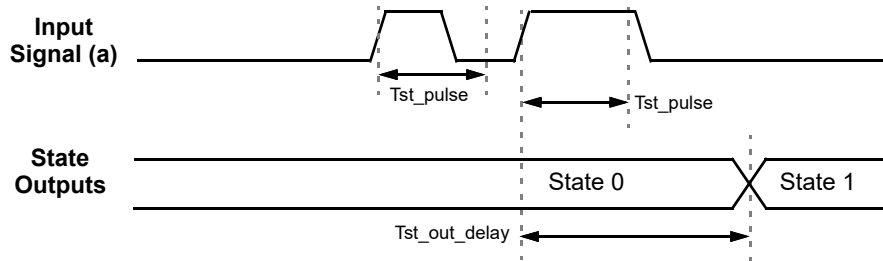 Input
Signal (a)
Tst_pulse
Tst_pulse
State
Outputs
State 0
State 1
Tst_out_delay